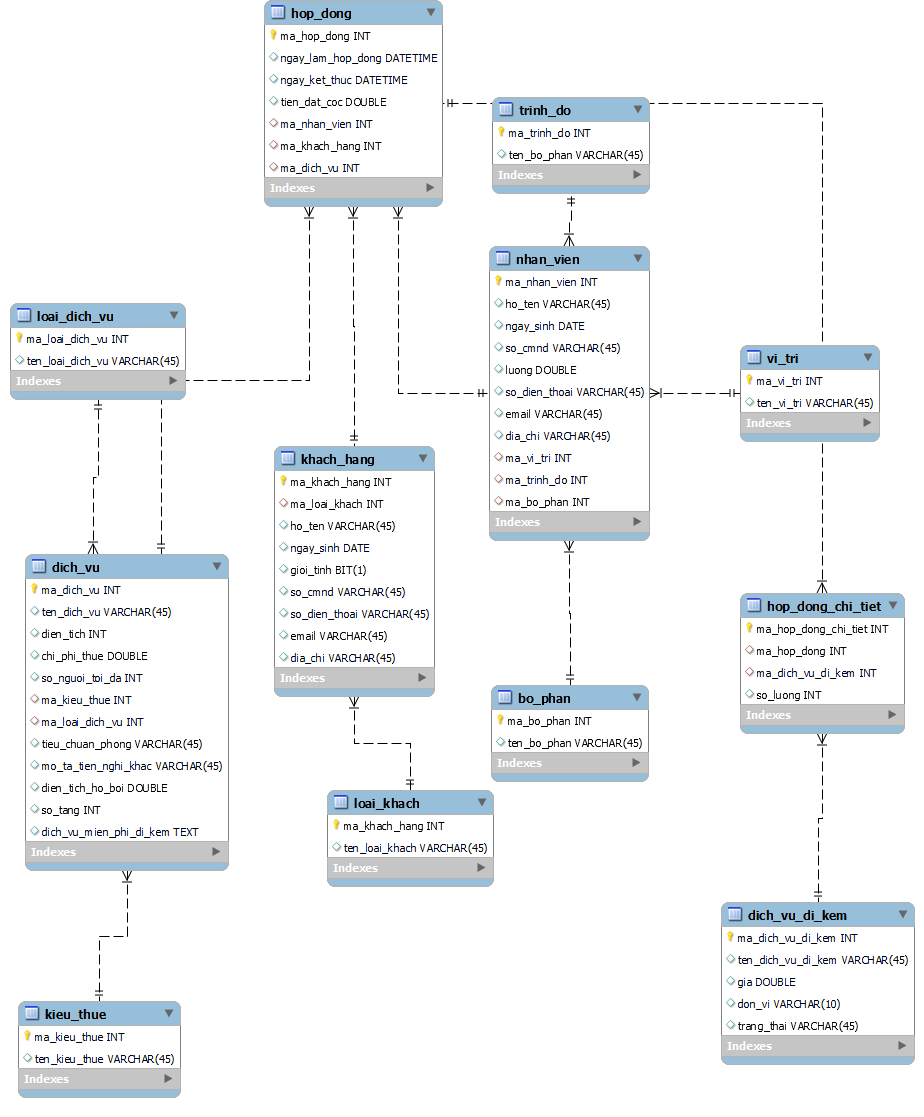 hop_dong
ma_hop_dong INT
ngay_lam_hop_dong DATETIME
ngay_ket_thuc DATETIME
tien_dat_coc DOUBLE
ma_nhan_vien INT
ma_khach_hang INT
ma_dich_vu INT
Indexes
trinh_do
ma_trinh_do INT
ten_bo_phan VARCHAR(45)
Indexes
nhan_vien
ma_nhan_vien INT
ho_ten VARCHAR(45)
ngay_sinh DATE
so_cmnd VARCHAR(45)
luong DOUBLE
so_dien_thoai VARCHAR(45)
email VARCHAR(45)
dia_chi VARCHAR(45)
ma_vi_tri INT
ma_trinh_do INT
ma_bo_phan INT
Indexes
loai_dich_vu
ma_loai_dich_vu INT
ten_loai_dich_vu VARCHAR(45)
Indexes
vi_tri
ma_vi_tri INT
ten_vi_tri VARCHAR(45)
Indexes
khach_hang
ma_khach_hang INT
ma_loai_khach INT
ho_ten VARCHAR(45)
ngay_sinh DATE
gioi_tinh BIT(1)
so_cmnd VARCHAR(45)
so_dien_thoai VARCHAR(45)
email VARCHAR(45)
dia_chi VARCHAR(45)
Indexes
dich_vu
ma_dich_vu INT
ten_dich_vu VARCHAR(45)
dien_tich INT
chi_phi_thue DOUBLE
so_nguoi_toi_da INT
ma_kieu_thue INT
ma_loai_dich_vu INT
tieu_chuan_phong VARCHAR(45)
mo_ta_tien_nghi_khac VARCHAR(45)
dien_tich_ho_boi DOUBLE
so_tang INT
dich_vu_mien_phi_di_kem TEXT
Indexes
hop_dong_chi_tiet
ma_hop_dong_chi_tiet INT
ma_hop_dong INT
ma_dich_vu_di_kem INT
so_luong INT
Indexes
bo_phan
ma_bo_phan INT
ten_bo_phan VARCHAR(45)
Indexes
loai_khach
ma_khach_hang INT
ten_loai_khach VARCHAR(45)
Indexes
dich_vu_di_kem
ma_dich_vu_di_kem INT
ten_dich_vu_di_kem VARCHAR(45)
gia DOUBLE
don_vi VARCHAR(10)
trang_thai VARCHAR(45)
Indexes
kieu_thue
ma_kieu_thue INT
ten_kieu_thue VARCHAR(45)
Indexes